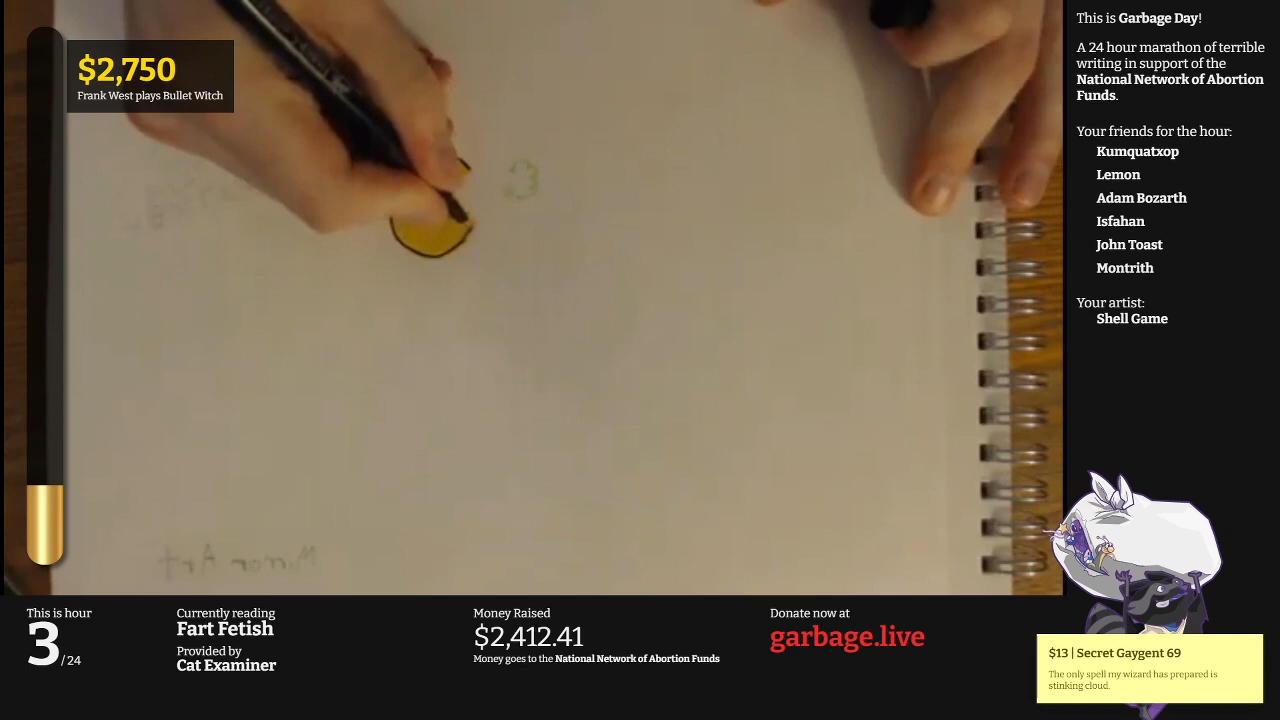 $2,750
Frank West plays Bullet Witch
3
Mirror Art
This is Garbage Day!
A 24 hour marathon of terrible
writing in support of the
National Network of Abortion
Funds.
Your friends for the hour:
Kumquatxop
Lemon
Adam Bozarth
Isfahan
John Toast
Montrith
Your artist:
Shell Game
This is hour
3/24
Currently reading
Fart Fetish
Provided by
Cat Examiner
Money Raised
$2,412.41
Money goes to the National Network of Abortion Funds
Donate now at
garbage.live
$13 | Secret Gaygent 69
The only spell my wizard has prepared is
stinking cloud.